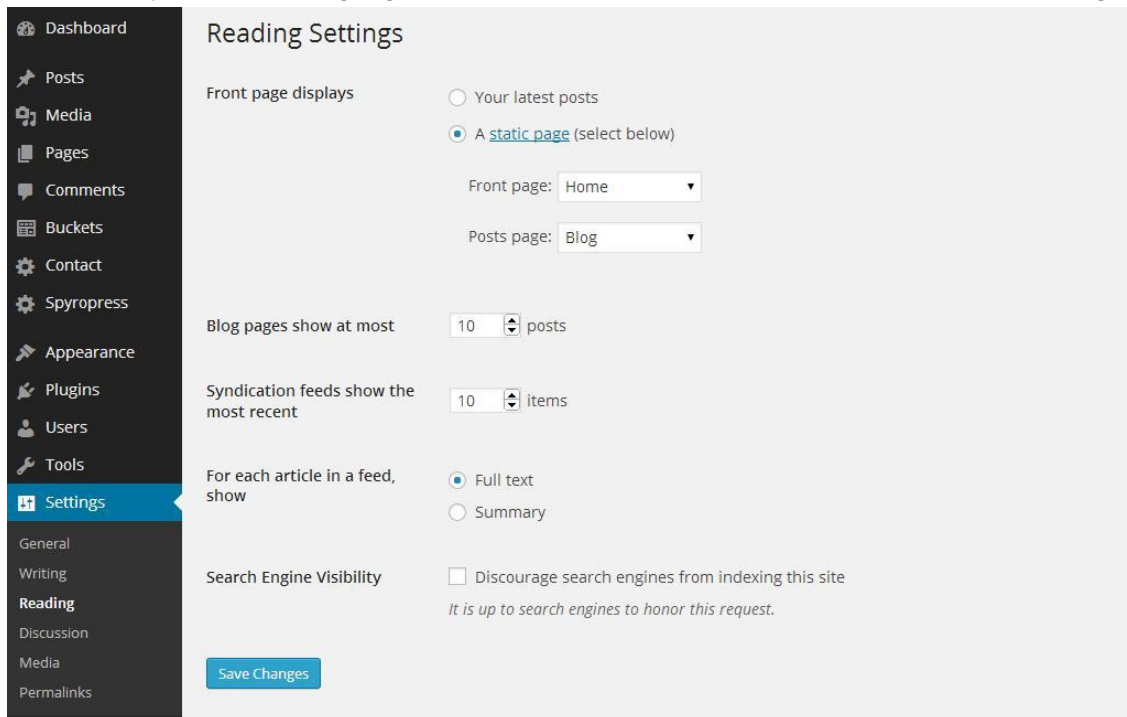 Dashboard
Posts
Media
Pages
Comments
Buckets
Contact
Spyropress
Appearance
Plugins
Users
Tools
Settings
General
Writing
Reading
Discussion
Media
Permalinks
Reading Settings
Front page displays
Your latest posts
A static page (select below)
Front page: Home
Posts page: Blog
Blog pages show at most 10 posts
Syndication feeds show the
most recent
10 items
For each article in a feed,
show
Full text
Summary
Search Engine Visibility
Discourage search engines from indexing this site
It is up to search engines to honor this request.
Save Changes